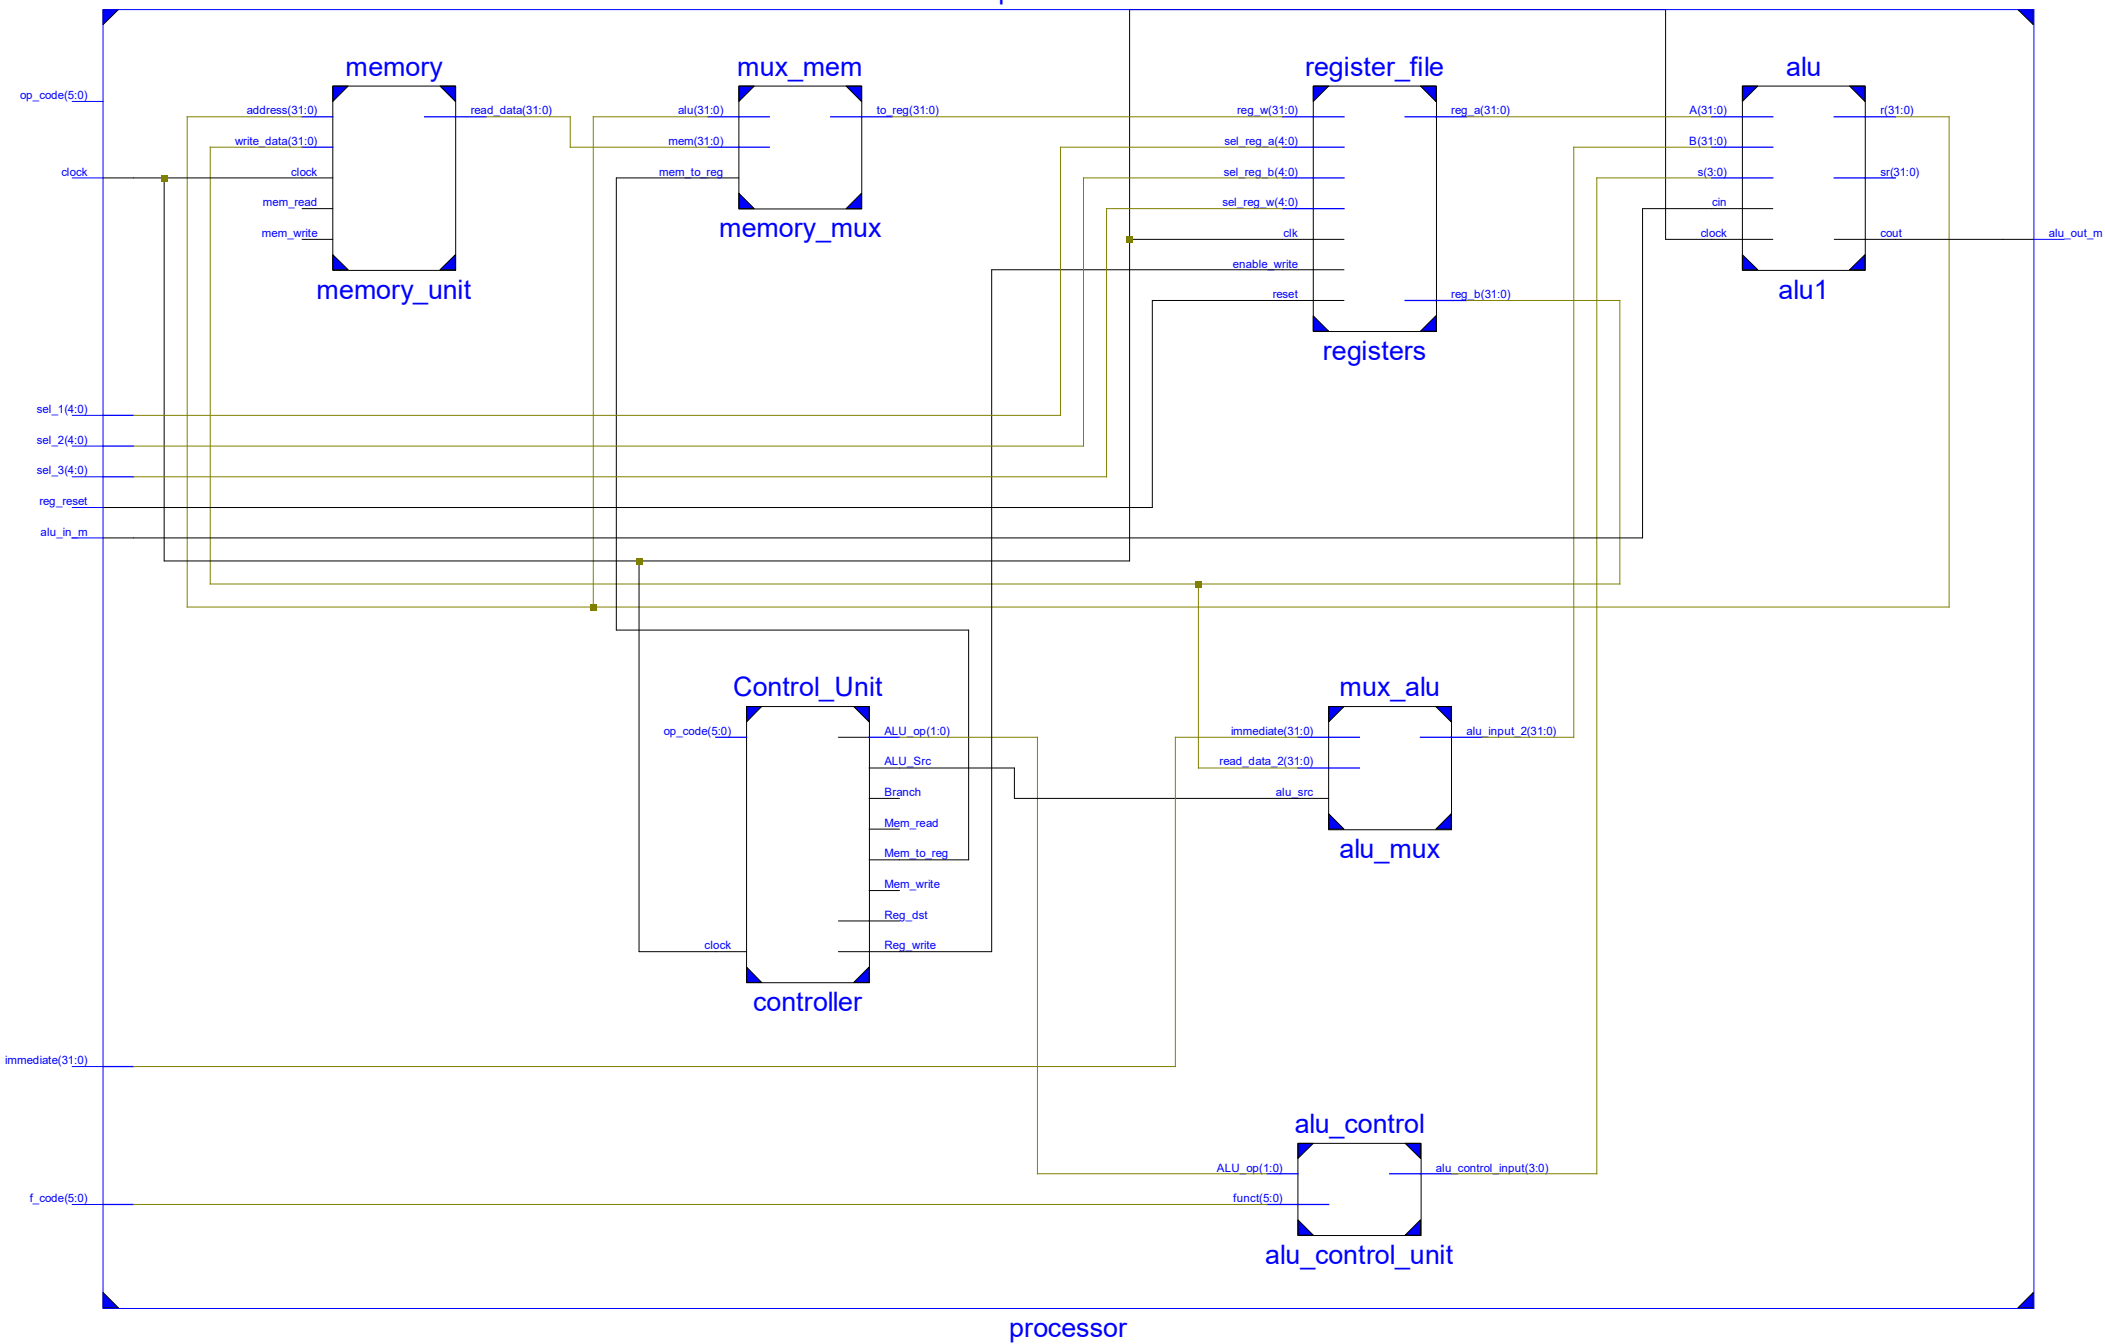 memory
mux_mem
register_file
alu
op_code(5:0)
address(31:0)
read_data(31:0)
alu(31:0)
to_reg(31:0)
reg_w(31:0)
reg_a(31:0)
A(31:0)
r(31:0)
write_data(31:0)
mem(31:0)
sel_reg_a(4:0)
B(31:0)
clock
clock
mem_to_reg
sel_reg_b(4:0)
s(3:0)
sr(31:0)
mem_read
sel_reg_w(4:0)
cin
mem_write
clk
clock
cout
alu_out_m
memory_mux
enable_write
memory_unit
reset
reg_b(31:0)
alu1
registers
sel_1(4:0)
sel_2(4:0)
sel_3(4:0)
reg_reset
alu_in_m
Control_Unit
mux_alu
op_code(5:0)
ALU_op(1:0)
immediate(31:0)
alu_input_2(31:0)
ALU_Src
read_data_2(31:0)
Branch
alu_src
Mem_read
Mem_to_reg
alu_mux
Mem_write
Reg_dst
clock
Reg_write
controller
immediate(31:0)
alu_control
ALU_op(1:0)
alu_control_input(3:0)
f_code(5:0)
funct(5:0)
alu_control_unit
processor